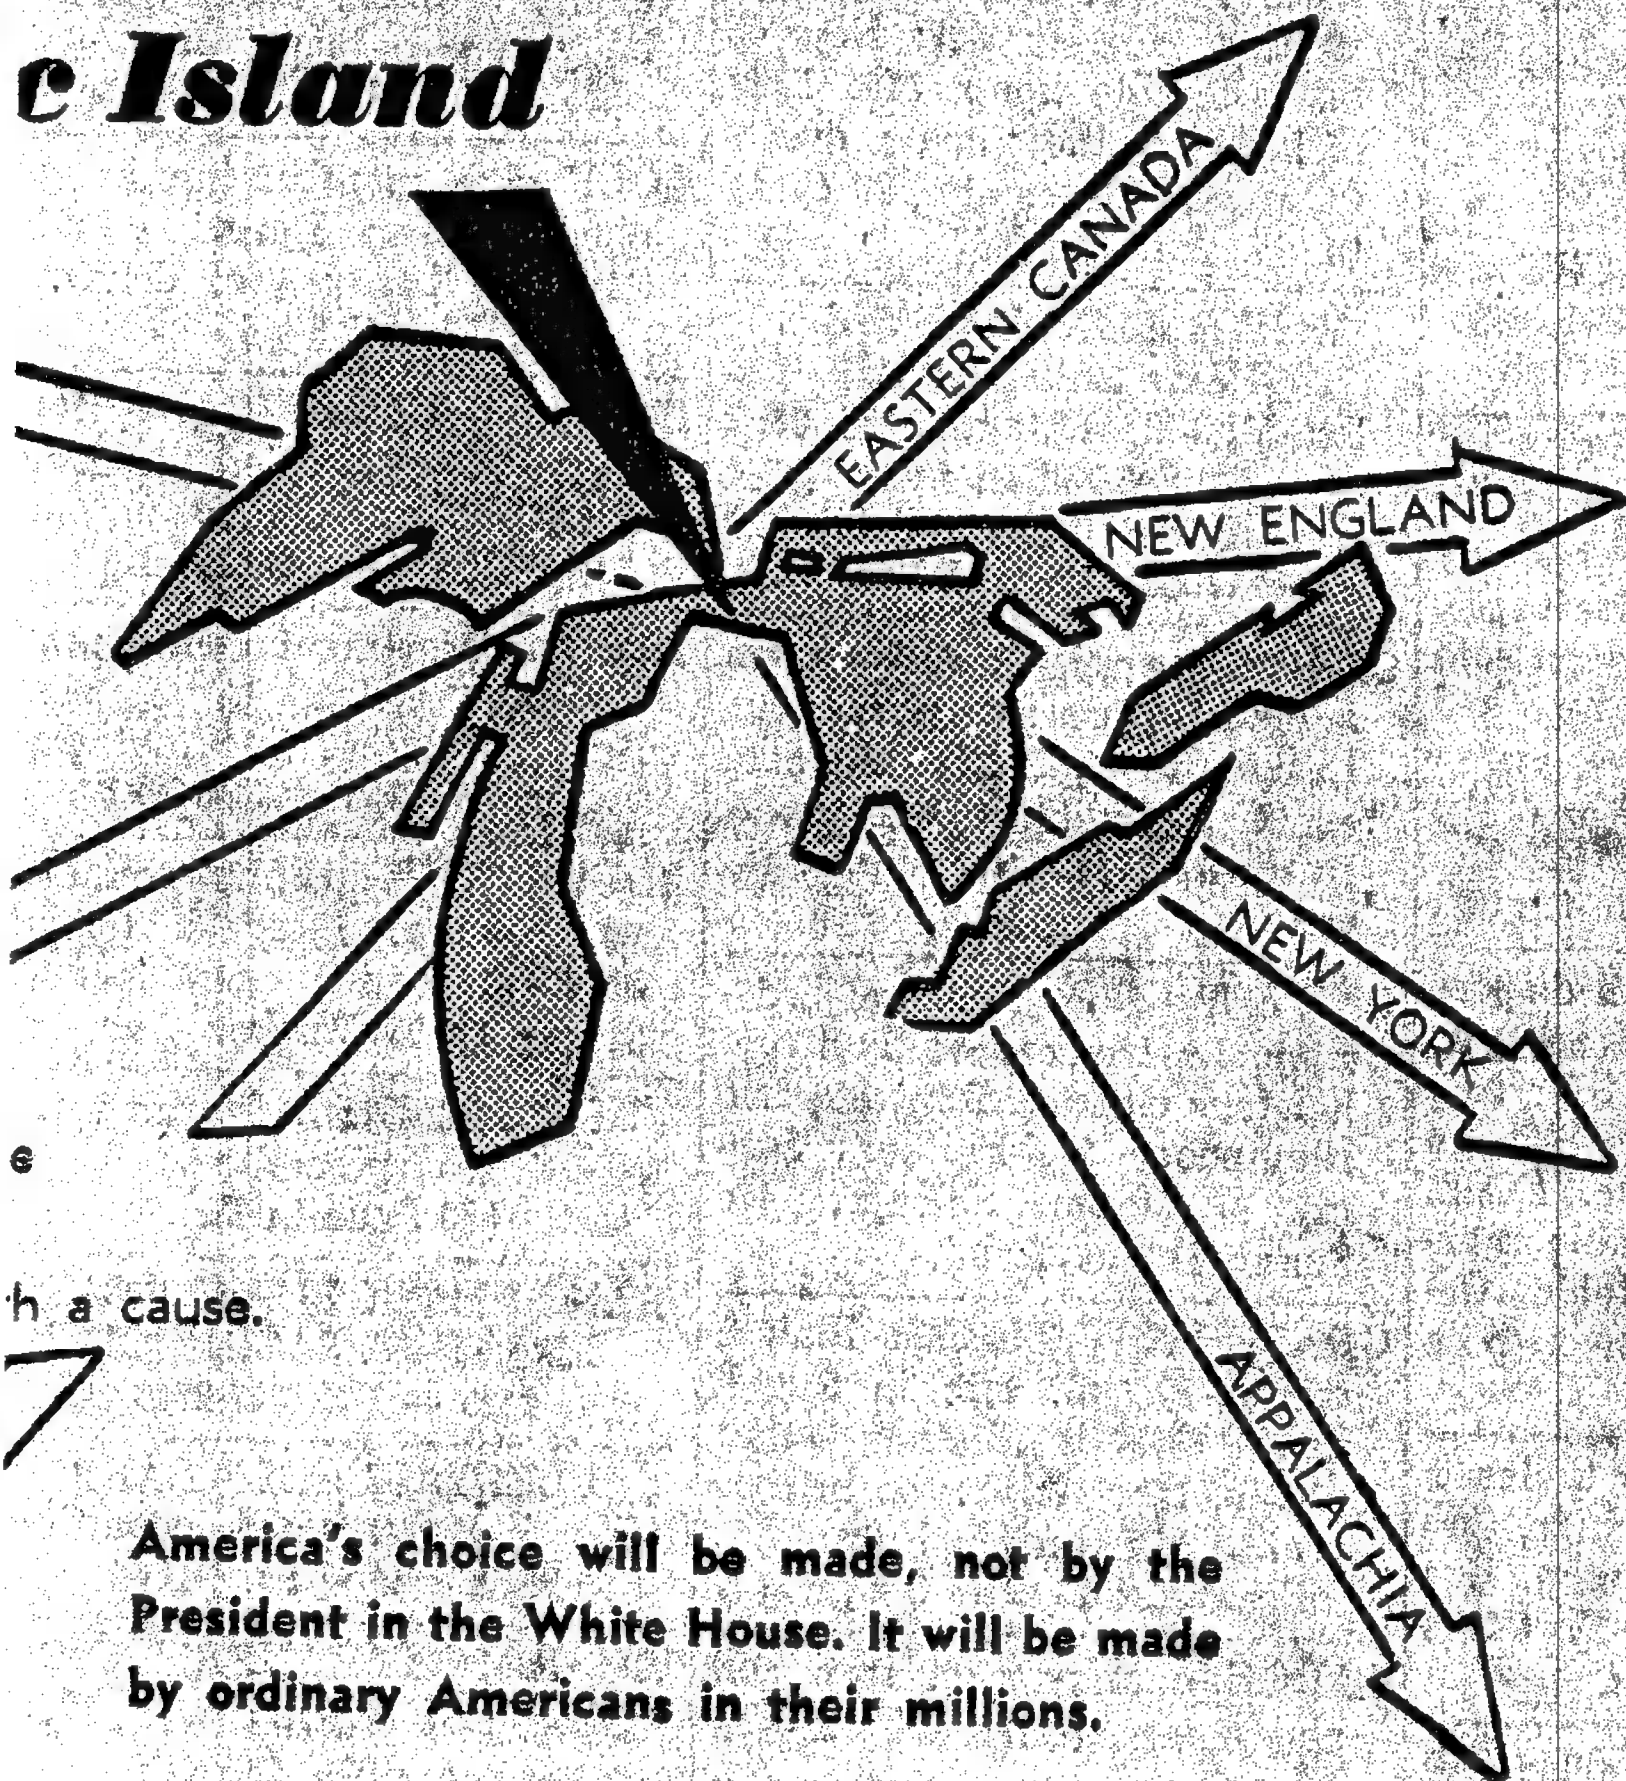 c Island
EASTERN CANADA
NEW ENGLAND
NEW YORK
APPALACHIA
e
h a cause.
America's choice will be made, not by the
President in the White House. It will be made
by ordinary Americans in their millions.